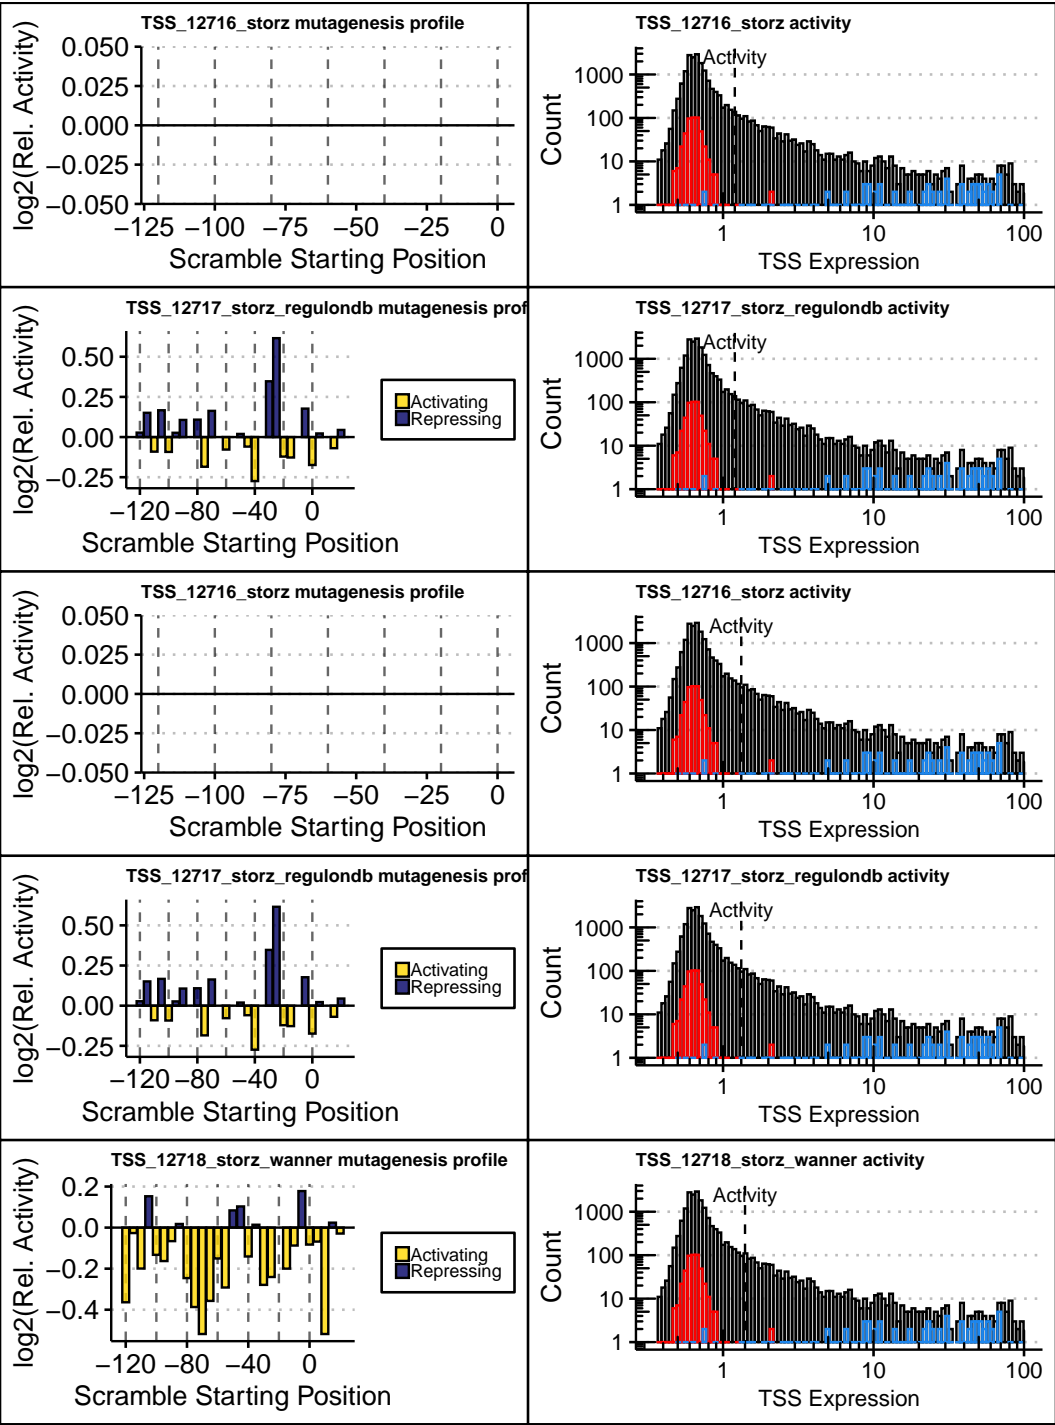 TSS_12716_storz mutagenesis profile
log2(Rel. Activity)
0.050
0.025
0.000
−0.025
−0.050
−125 −100 −75 −50 −25 0
Scramble Starting Position
TSS_12716_storz activity
Activity
Count
1000
100
10
1
1 10 100
TSS Expression
TSS_12717_storz_regulondb mutagenesis prof
log2(Rel. Activity)
0.50
0.25
0.00
−0.25
−120 −80 −40 0
Scramble Starting Position
Activating
Repressing
TSS_12717_storz_regulondb activity
Activity
Count
1000
100
10
1
1 10 100
TSS Expression
TSS_12716_storz mutagenesis profile
log2(Rel. Activity)
0.050
0.025
0.000
−0.025
−0.050
−125 −100 −75 −50 −25 0
Scramble Starting Position
TSS_12716_storz activity
Activity
Count
1000
100
10
1
1 10 100
TSS Expression
TSS_12717_storz_regulondb mutagenesis prof
log2(Rel. Activity)
0.50
0.25
0.00
−0.25
−120 −80 −40 0
Scramble Starting Position
Activating
Repressing
TSS_12717_storz_regulondb activity
Activity
Count
1000
100
10
1
1 10 100
TSS Expression
TSS_12718_storz_wanner mutagenesis profile
log2(Rel. Activity)
0.2
0.0
−0.2
−0.4
−120 −80 −40 0
Scramble Starting Position
Activating
Repressing
TSS_12718_storz_wanner activity
Activity
Count
1000
100
10
1
1 10 100
TSS Expression